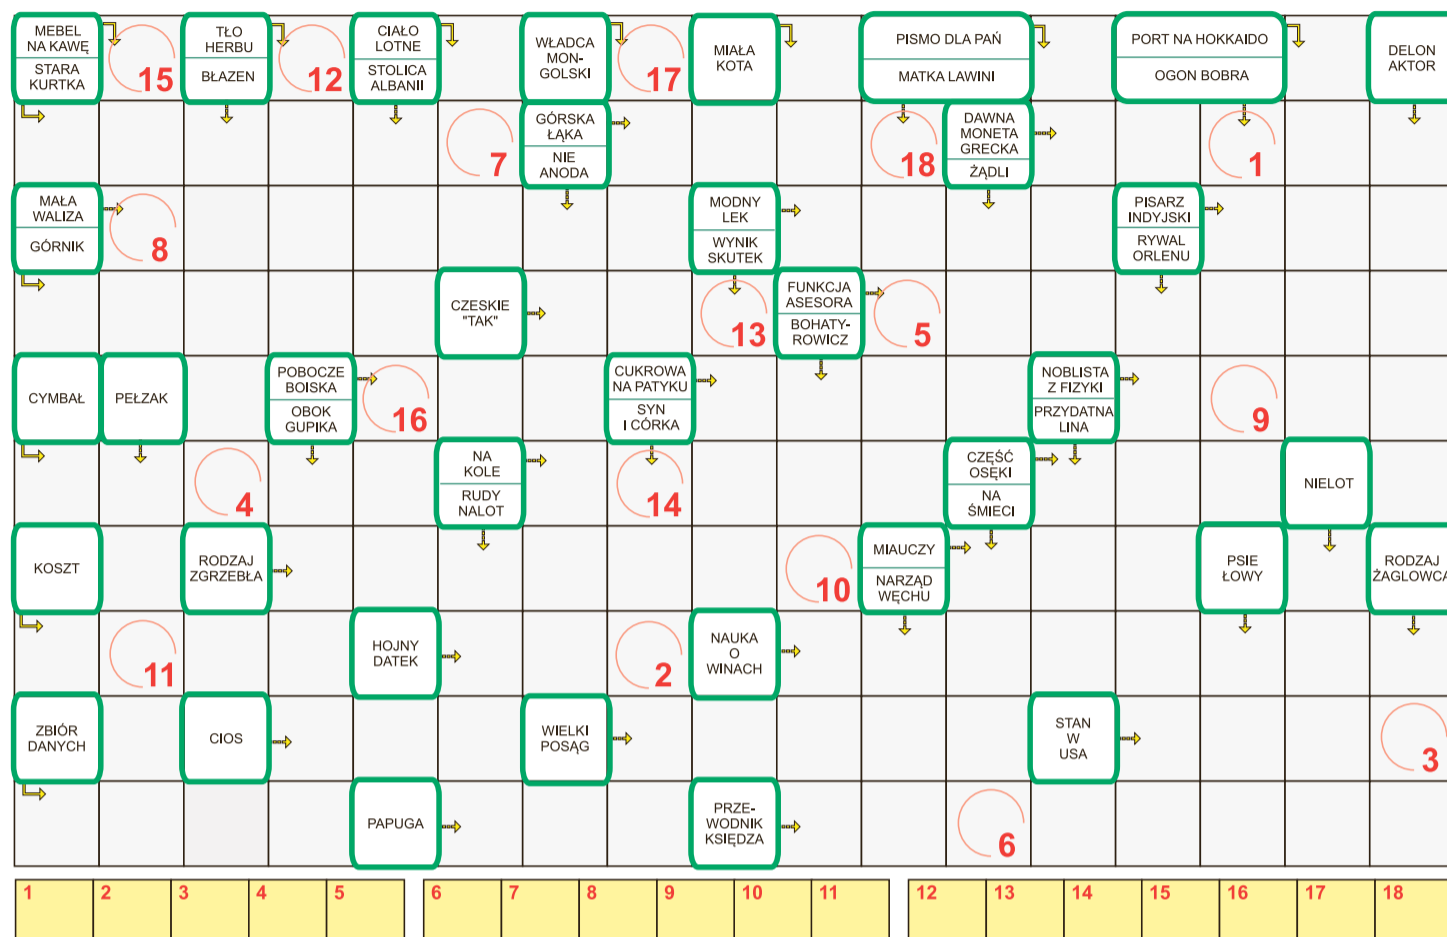 MEBEL
NA KAWĘ
STARA
KURTKA
15
TŁO
HERBU
BŁAZEN
12
CIAŁO
LOTNE
STOLICA
ALBANII
WŁADCA
MON-
GOLSKI
17
MIAŁA
KOTA
PISMO DLA PAŃ
MATKA LAWINI
PORT NA HOKKAIDO
OGON BOBRA
DELON
AKTOR
7
GÓRSKA
ŁĄKA
NIE
ANODA
18
DAWNA
MONETA
GRECKA
ŻĄDLI
1
MAŁA
WALIZA
GÓRNIK
8
MODNY
LEK
WYNIK
SKUTEK
PISARZ
INDYJSKI
RYWAL
ORLENU
CZESKIE
"TAK"
13
FUNKCJA
ASESORA
BOHATY-
ROWICZ
5
CYMBAŁ
PEŁZAK
POBOCZE
BOISKA
OBOK
GUPIKA
16
CUKROWA
NA PATYKU
SYN
I CÓRKA
NOBLISTA
Z FIZYKI
PRZYDATNA
LINA
9
4
NA
KOLE
RUDY
NALOT
14
CZĘŚĆ
OSĘKI
NA
ŚMIECI
NIELOT
KOSZT
RODZAJ
ZGRZEBŁA
10
MIAUCZY
NARZĄD
WĘCHU
PSIE
ŁOWY
RODZAJ
ŻAGLOWCA
11
HOJNY
DATEK
2
NAUKA
O
WINACH
ZBIÓR
DANYCH
CIOS
WIELKI
POSĄG
STAN
W
USA
3
PAPUGA
PRZE-
WODNIK
KSIĘDZA
6
1 2 3 4 5 6 7 8 9 10 11 12 13 14 15 16 17 18